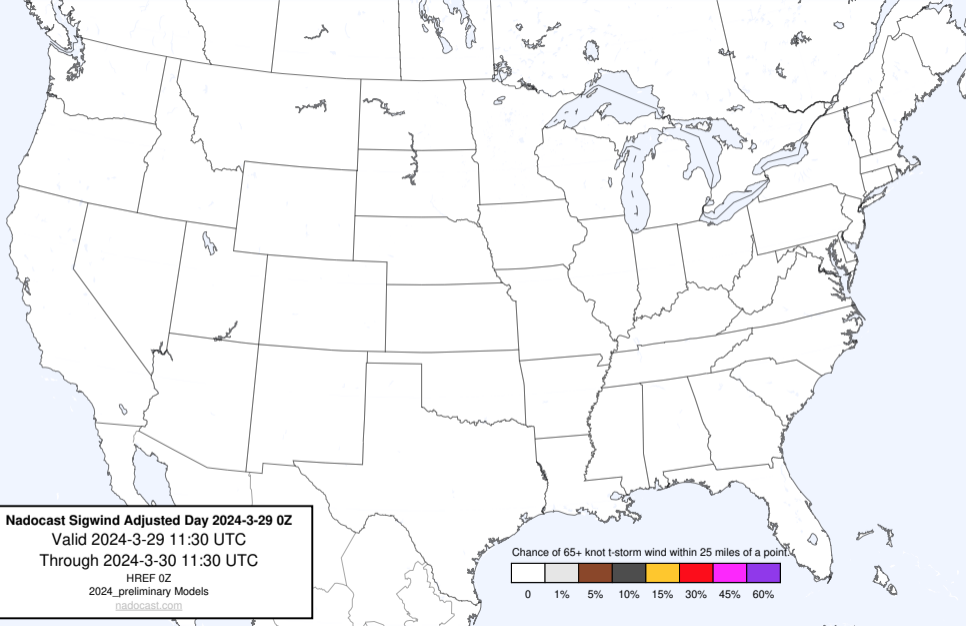 Nadocast Sigwind Adjusted Day 2024-3-29 0Z
Valid 2024-3-29 11:30 UTC
Through 2024-3-30 11:30 UTC
HREF 0Z
2024_preliminary Models
nadocast.com
Chance of 65+ knot t-storm wind within 25 miles of a point.
0 1% 5% 10% 15% 30% 45% 60%